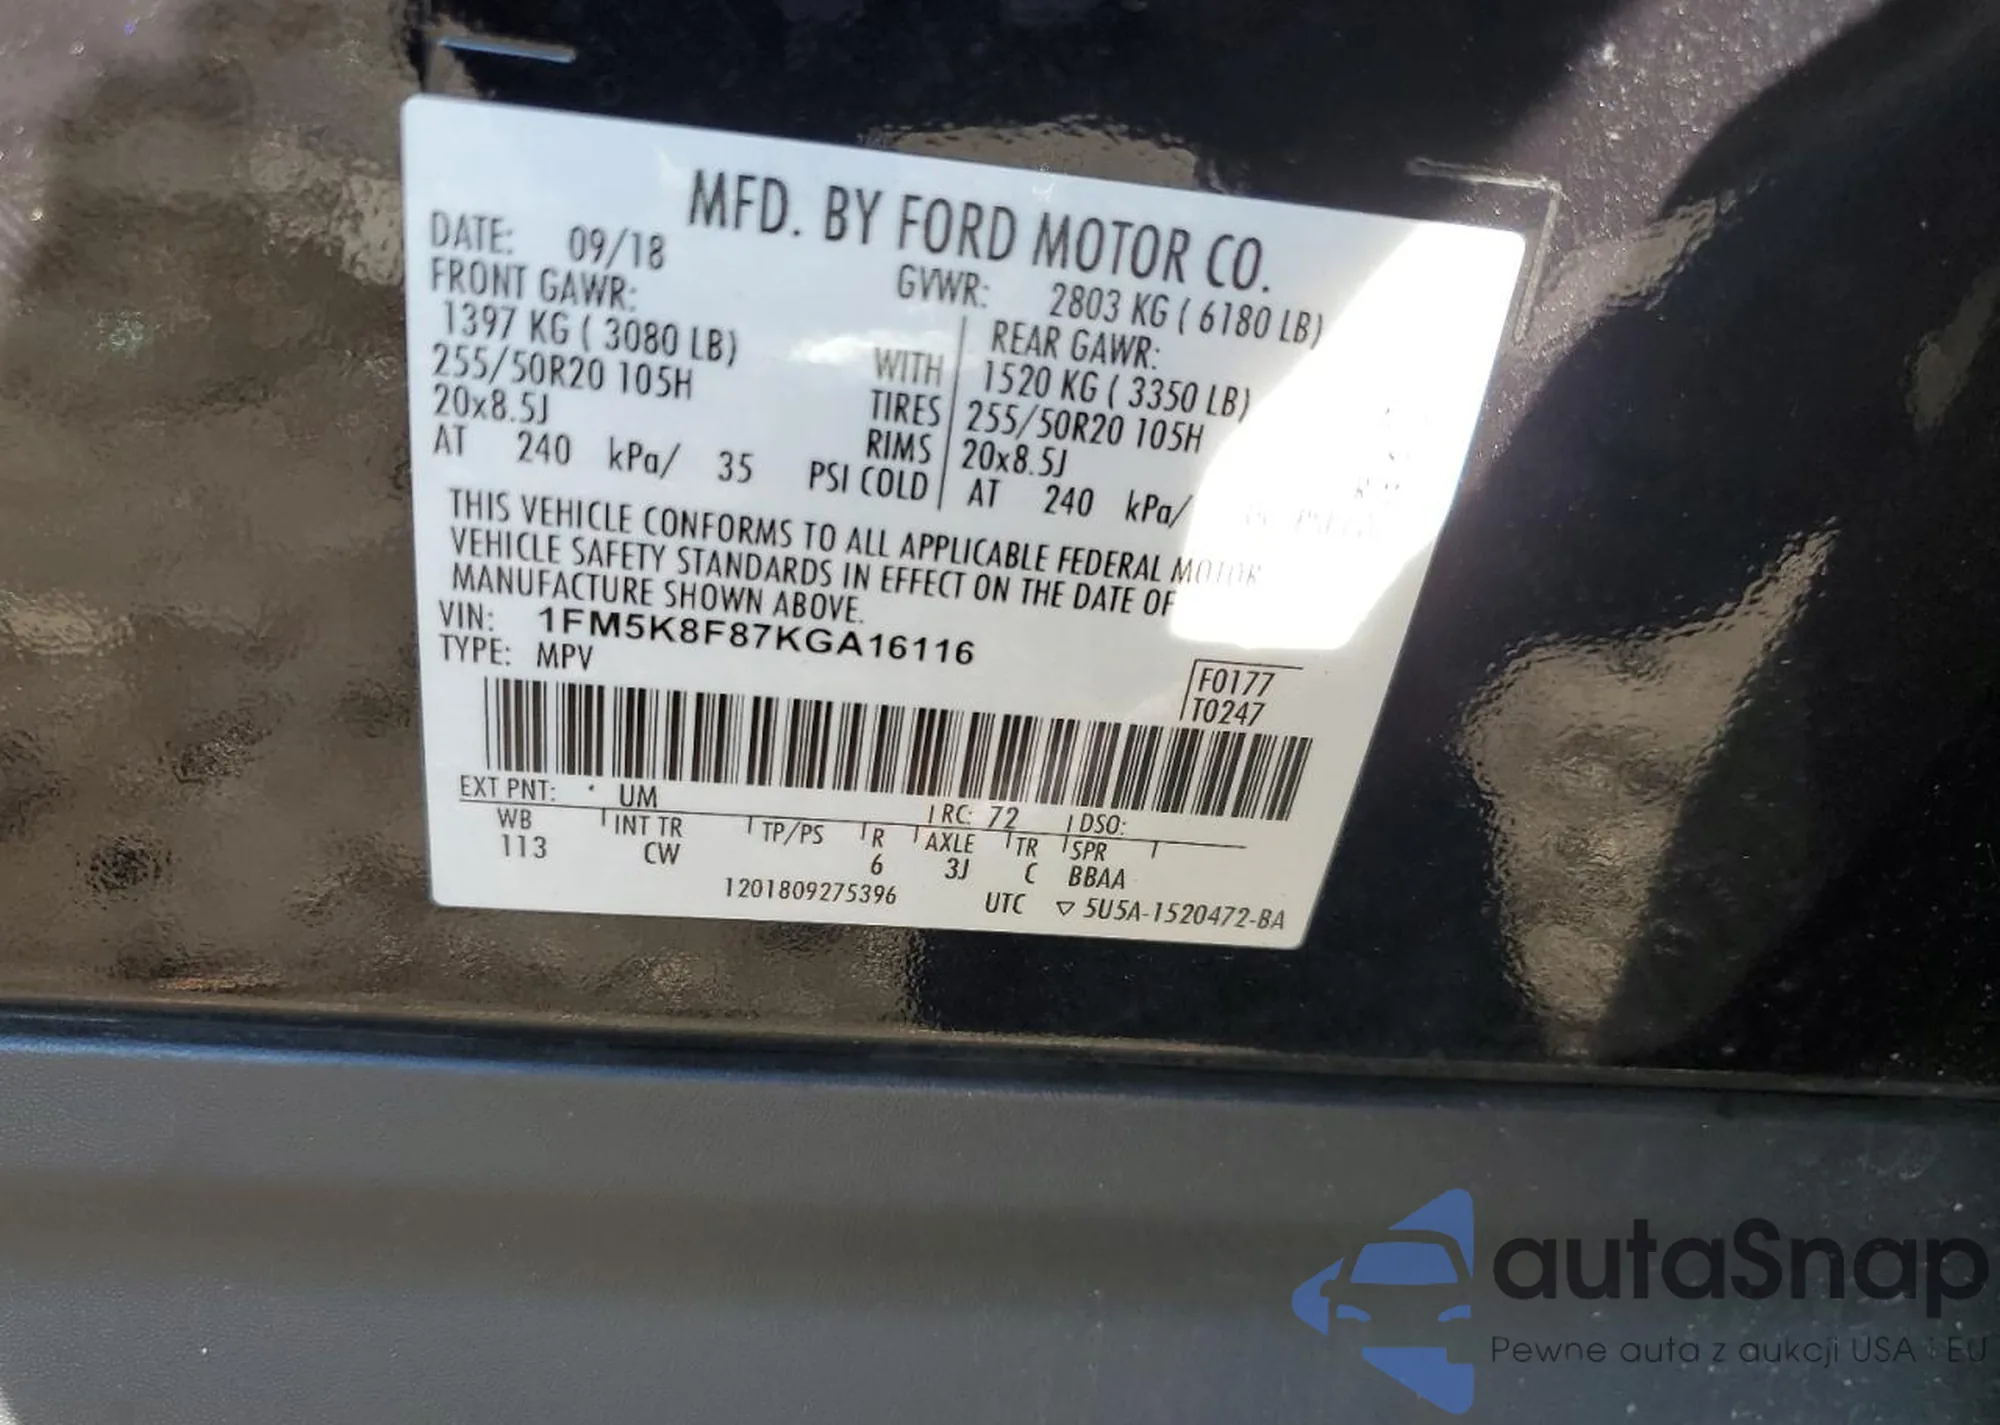 MFD. BY FORD MOTOR CO.
DATE: 09/18
GVWR: 2803 KG ( 6180 LB)
FRONT GAWR:
REAR GAWR:
1397 KG ( 3080 LB)
WITH
1520 KG ( 3350 LB)
255/50R20 105H
TIRES
255/50R20 105H
20x8.5J
RIMS
20x8.5J
AT 240 kPa/ 35 PSI COLD
AT 240 kPa/
THIS VEHICLE CONFORMS TO ALL APPLICABLE FEDERAL MOTOR
VEHICLE SAFETY STANDARDS IN EFFECT ON THE DATE OF
MANUFACTURE SHOWN ABOVE.
VIN: 1FM5K8F87KGA16116
TYPE: MPV
F0177
T0247
EXT PNT: UM RC: 72 DSO:
WB INT TR TP/PS R AXLE TR SPR
113 CW 6 3J C BBAA
1201809275396 UTC ▽ 5U5A-1520472-BA
autaSnap
Pewne auta z aukcji USA i EU